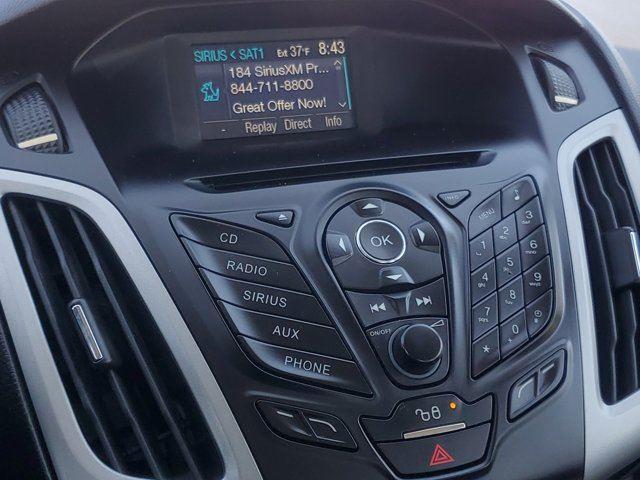 SIRIUS < SAT1 Ext 37°F 8:43
184 SiriusXM Pr...
844-711-8800
Great Offer Now!
- Replay Direct Info
CD
RADIO
SIRIUS
AUX
PHONE
OK
ON/OFF
INFO
MENU
1 2 3
4 5 6
7 8 9
* 0